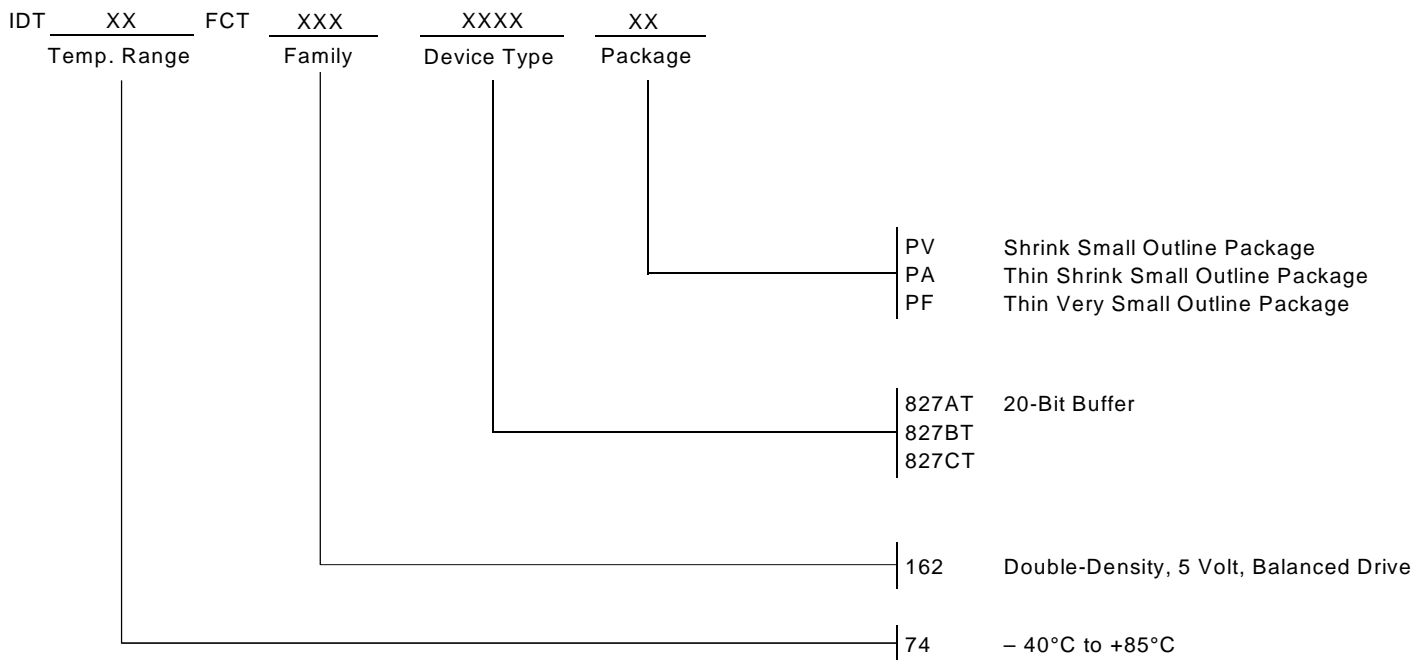 IDT XX FCT XXX XXXX XX
Temp. Range Family Device Type Package
PV Shrink Small Outline Package
PA Thin Shrink Small Outline Package
PF Thin Very Small Outline Package
827AT 20-Bit Buffer
827BT
827CT
162 Double-Density, 5 Volt, Balanced Drive
74 – 40°C to +85°C